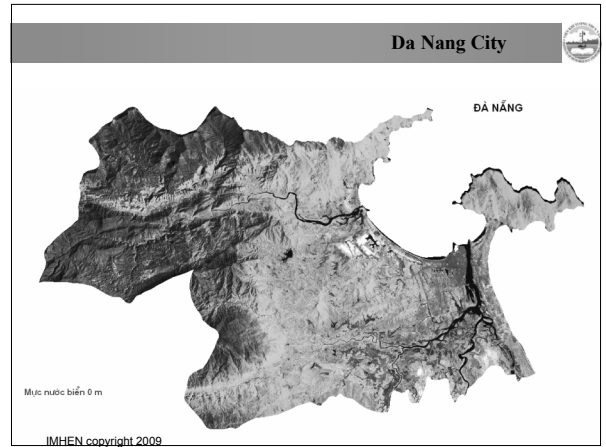 Da Nang City
ĐÀ NẴNG
Mực nước biển 0 m
IMHEN copyright 2009